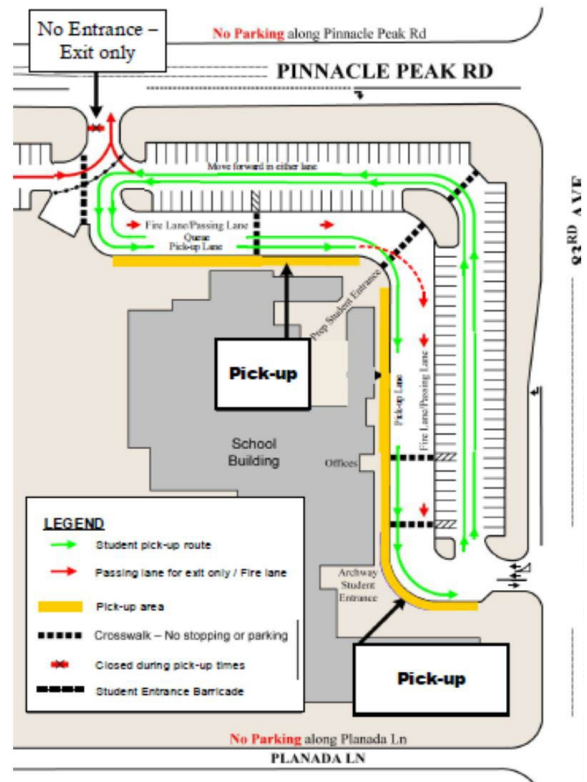 No Parking along Pinnacle Peak Rd
No Entrance –
Exit only
PINNACLE PEAK RD
Move forward in either lane
Fire Lane/Passing Lane
Queue
Pick-up Lane
83RD AVE
Prep Student Entrance
Pick-up
Pick-up Lane
Fire Lane/Passing Lane
School
Building
Offices
LEGEND
Student pick-up route
Passing lane for exit only / Fire lane
Pick-up area
Crosswalk – No stopping or parking
Closed during pick-up times
Student Entrance Barricade
Archway
Student
Entrance
Pick-up
No Parking along Planada Ln
PLANADA LN